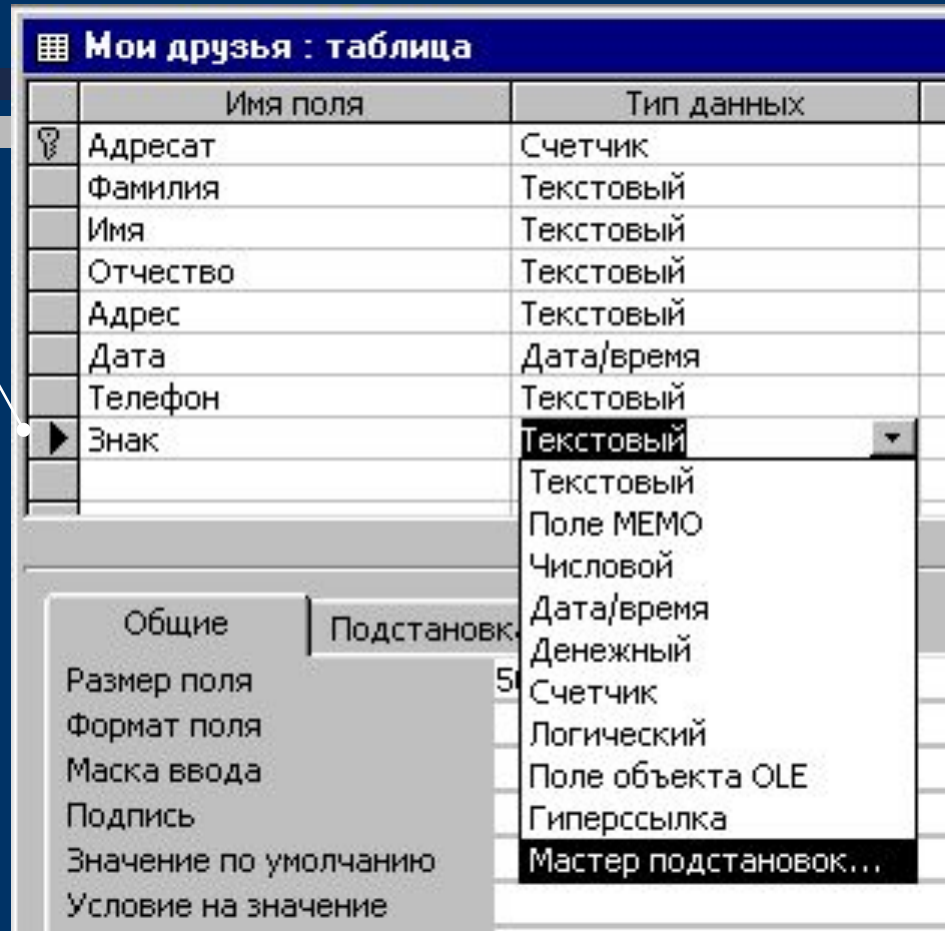 Мои друзья : таблица
Имя поля Тип данных
Адресат Счетчик
Фамилия Текстовый
Имя Текстовый
Отчество Текстовый
Адрес Текстовый
Дата Дата/время
Телефон Текстовый
Знак Текстовый
Текстовый
Поле MEMO
Числовой
Дата/время
Денежный
Счетчик
Логический
Поле объекта OLE
Гиперссылка
Мастер подстановок...
Общие
Размер поля
Формат поля
Маска ввода
Подпись
Значение по умолчанию
Условие на значение